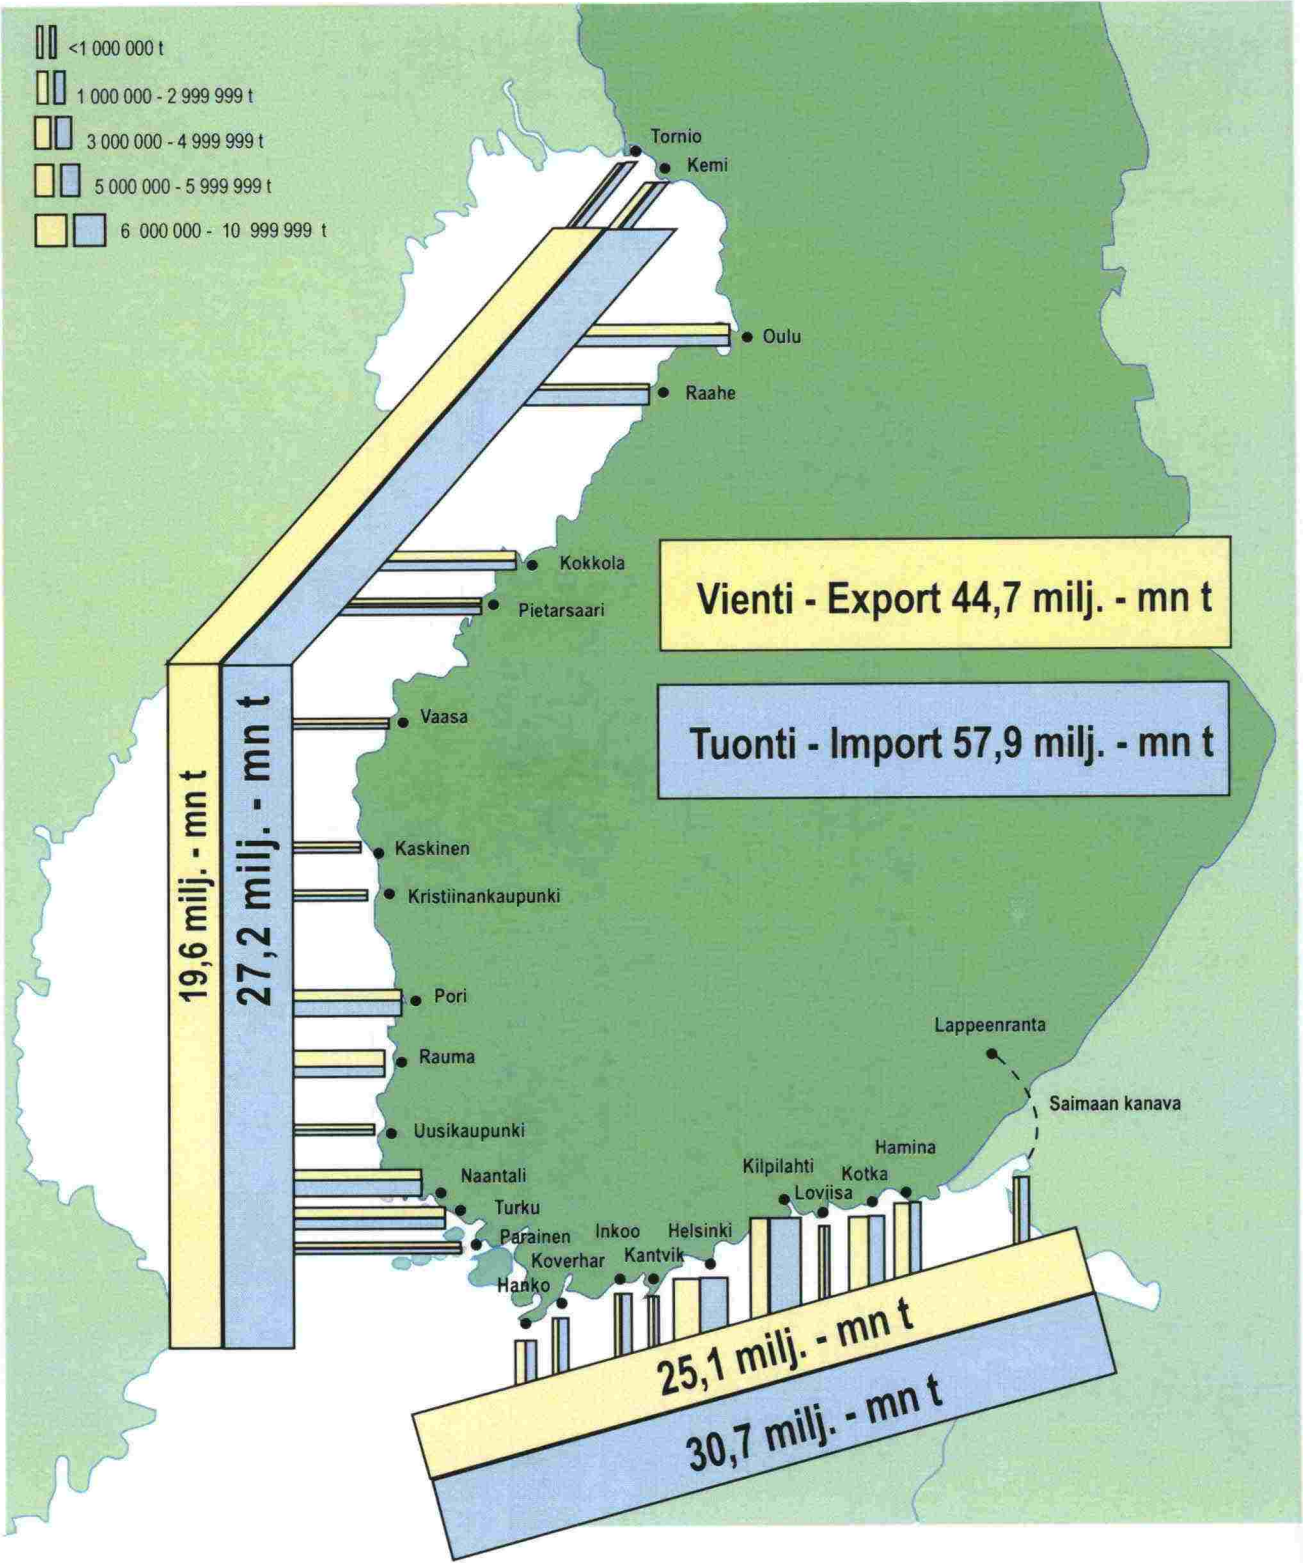 <1 000 000 t
1 000 000 - 2 999 999 t
3 000 000 - 4 999 999 t
5 000 000 - 5 999 999 t
6 000 000 - 10 999 999 t
Tornio
Kemi
Oulu
Raahe
Kokkola
Pietarsaari
Vienti - Export 44,7 milj. - mn t
Tuonti - Import 57,9 milj. - mn t
Vaasa
19,6 milj. - mn t
27,2 milj. - mn t
Kaskinen
Kristiinankaupunki
Pori
Rauma
Lappeenranta
Saimaan kanava
Uusikaupunki
Naantali
Turku
Parainen
Koverhar
Hanko
Inkoo
Kantvik
Helsinki
Kilpilahti
Loviisa
Kotka
Hamina
25,1 milj. - mn t
30,7 milj. - mn t